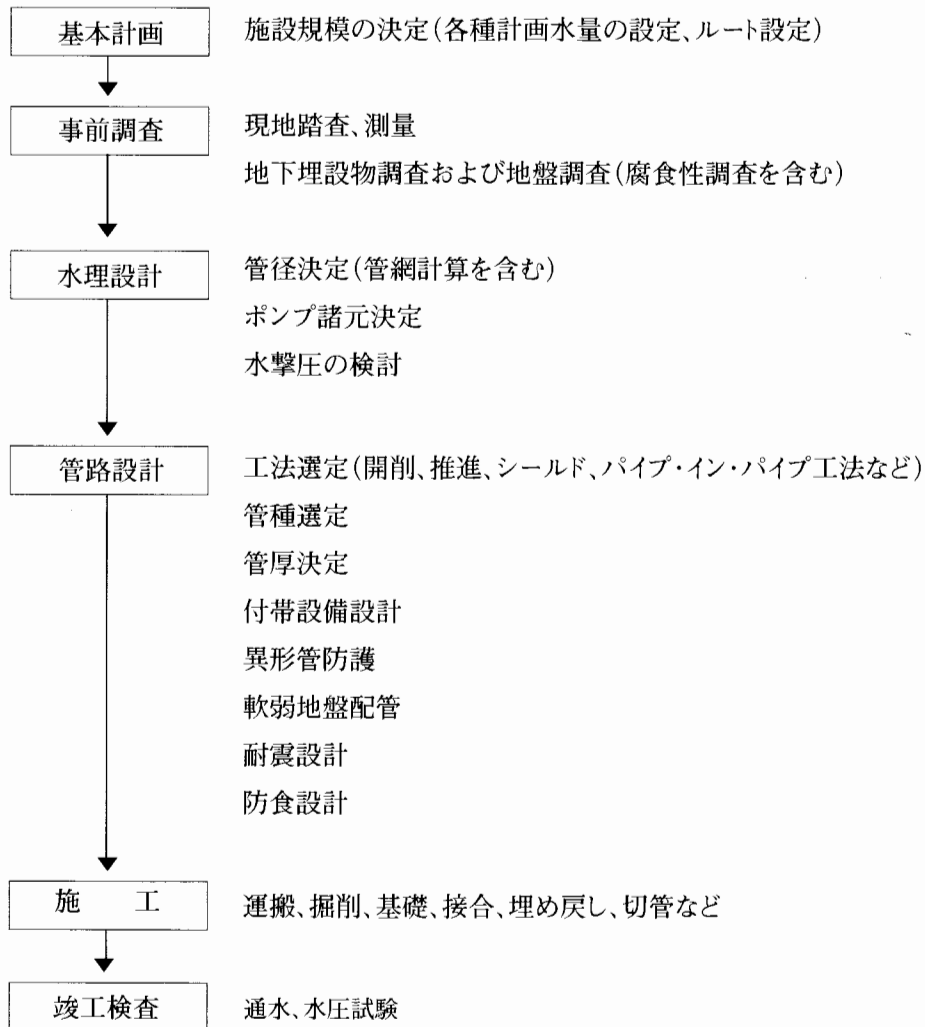 基本計画 施設規模の決定(各種計画水量の設定、ルート設定)
事前調査 現地踏査、測量
地下埋設物調査および地盤調査(腐食性調査を含む)
水理設計 管径決定(管網計算を含む)
ポンプ諸元決定
水撃圧の検討
管路設計 工法選定(開削、推進、シールド、パイプ・イン・パイプ工法など)
管種選定
管厚決定
付帯設備設計
異形管防護
軟弱地盤配管
耐震設計
防食設計
施 工 運搬、掘削、基礎、接合、埋め戻し、切管など
竣工検査 通水、水圧試験